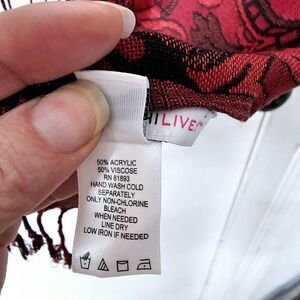 LIVE
50% ACRYLIC
50% VISCOSE
RN 81893
HAND WASH COLD
SEPARATELY
ONLY NON-CHLORINE
BLEACH
WHEN NEEDED
LINE DRY
LOW IRON IF NEEDED